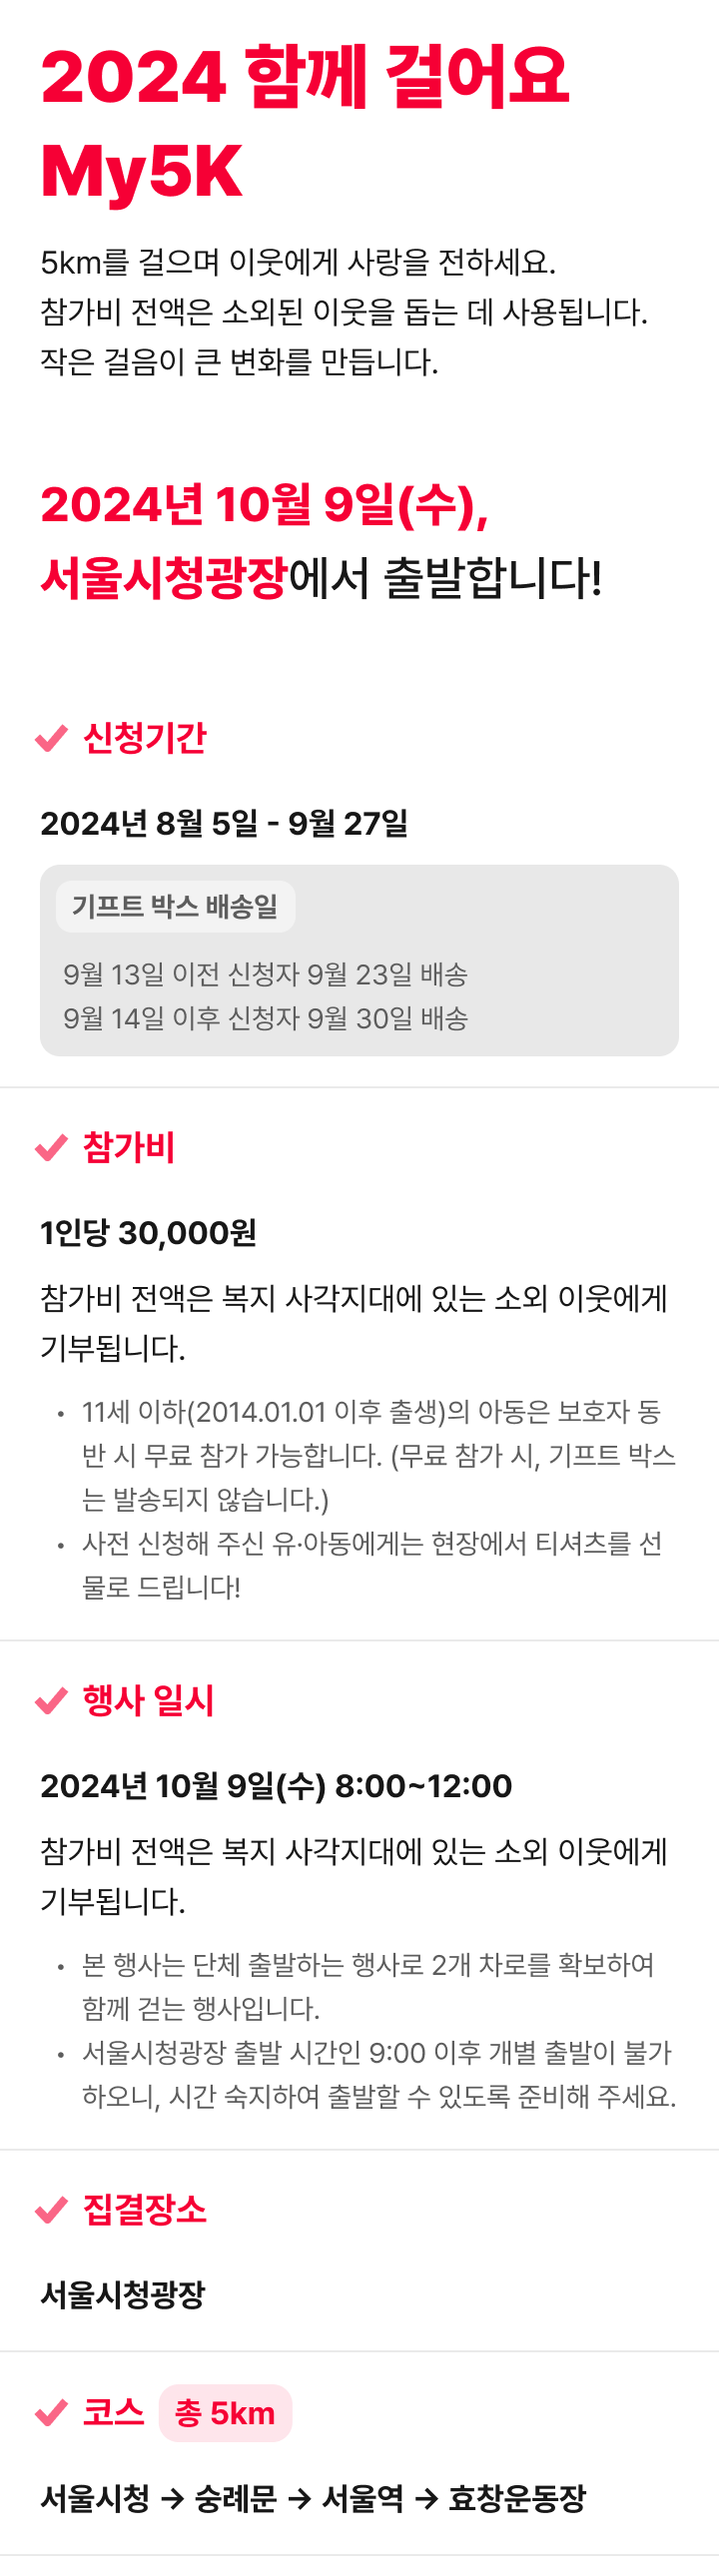 2024 함께 걸어요
My5K
5km를 걸으며 이웃에게 사랑을 전하세요.
참가비 전액은 소외된 이웃을 돕는 데 사용됩니다.
작은 걸음이 큰 변화를 만듭니다.
2024년 10월 9일(수),
서울시청광장에서 출발합니다!
신청기간
2024년 8월 5일 - 9월 27일
기프트 박스 배송일
9월 13일 이전 신청자 9월 23일 배송
9월 14일 이후 신청자 9월 30일 배송
참가비
1인당 30,000원
참가비 전액은 복지 사각지대에 있는 소외 이웃에게
기부됩니다.
• 11세 이하(2014.01.01 이후 출생)의 아동은 보호자 동
반 시 무료 참가 가능합니다. (무료 참가 시, 기프트 박스
는 발송되지 않습니다.)
• 사전 신청해 주신 유·아동에게는 현장에서 티셔츠를 선
물로 드립니다!
행사 일시
2024년 10월 9일(수) 8:00~12:00
참가비 전액은 복지 사각지대에 있는 소외 이웃에게
기부됩니다.
• 본 행사는 단체 출발하는 행사로 2개 차로를 확보하여
함께 걷는 행사입니다.
• 서울시청광장 출발 시간인 9:00 이후 개별 출발이 불가
하오니, 시간 숙지하여 출발할 수 있도록 준비해 주세요.
집결장소
서울시청광장
코스 총 5km
서울시청 → 숭례문 → 서울역 → 효창운동장